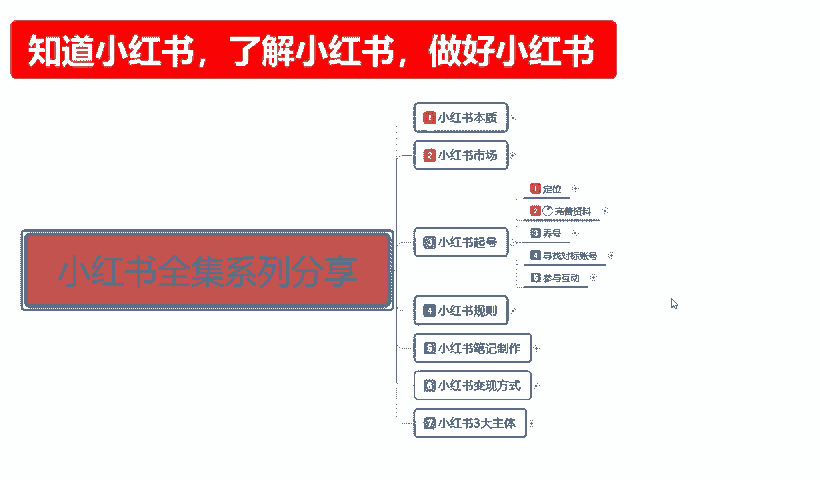 知道小红书，了解小红书，做好小红书
小红书全集系列分享
1 小红书本质
2 小红书市场
3 小红书起号
1 定位
2 完善资料
3 养号
4 寻找对标账号
5 参与互动
4 小红书规则
5 小红书笔记制作
6 小红书变现方式
7 小红书3大主体